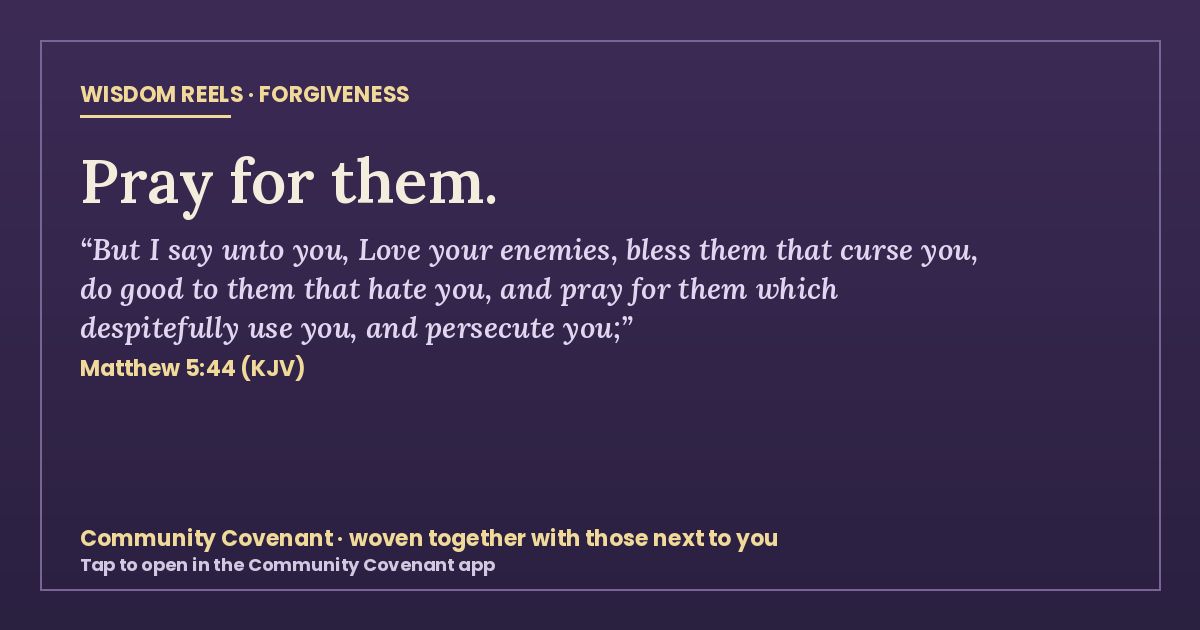 WISDOM REELS · FORGIVENESS
Pray for them.
“But I say unto you, Love your enemies, bless them that curse you,
do good to them that hate you, and pray for them which
despitefully use you, and persecute you;”
Matthew 5:44 (KJV)
Community Covenant · woven together with those next to you
Tap to open in the Community Covenant app